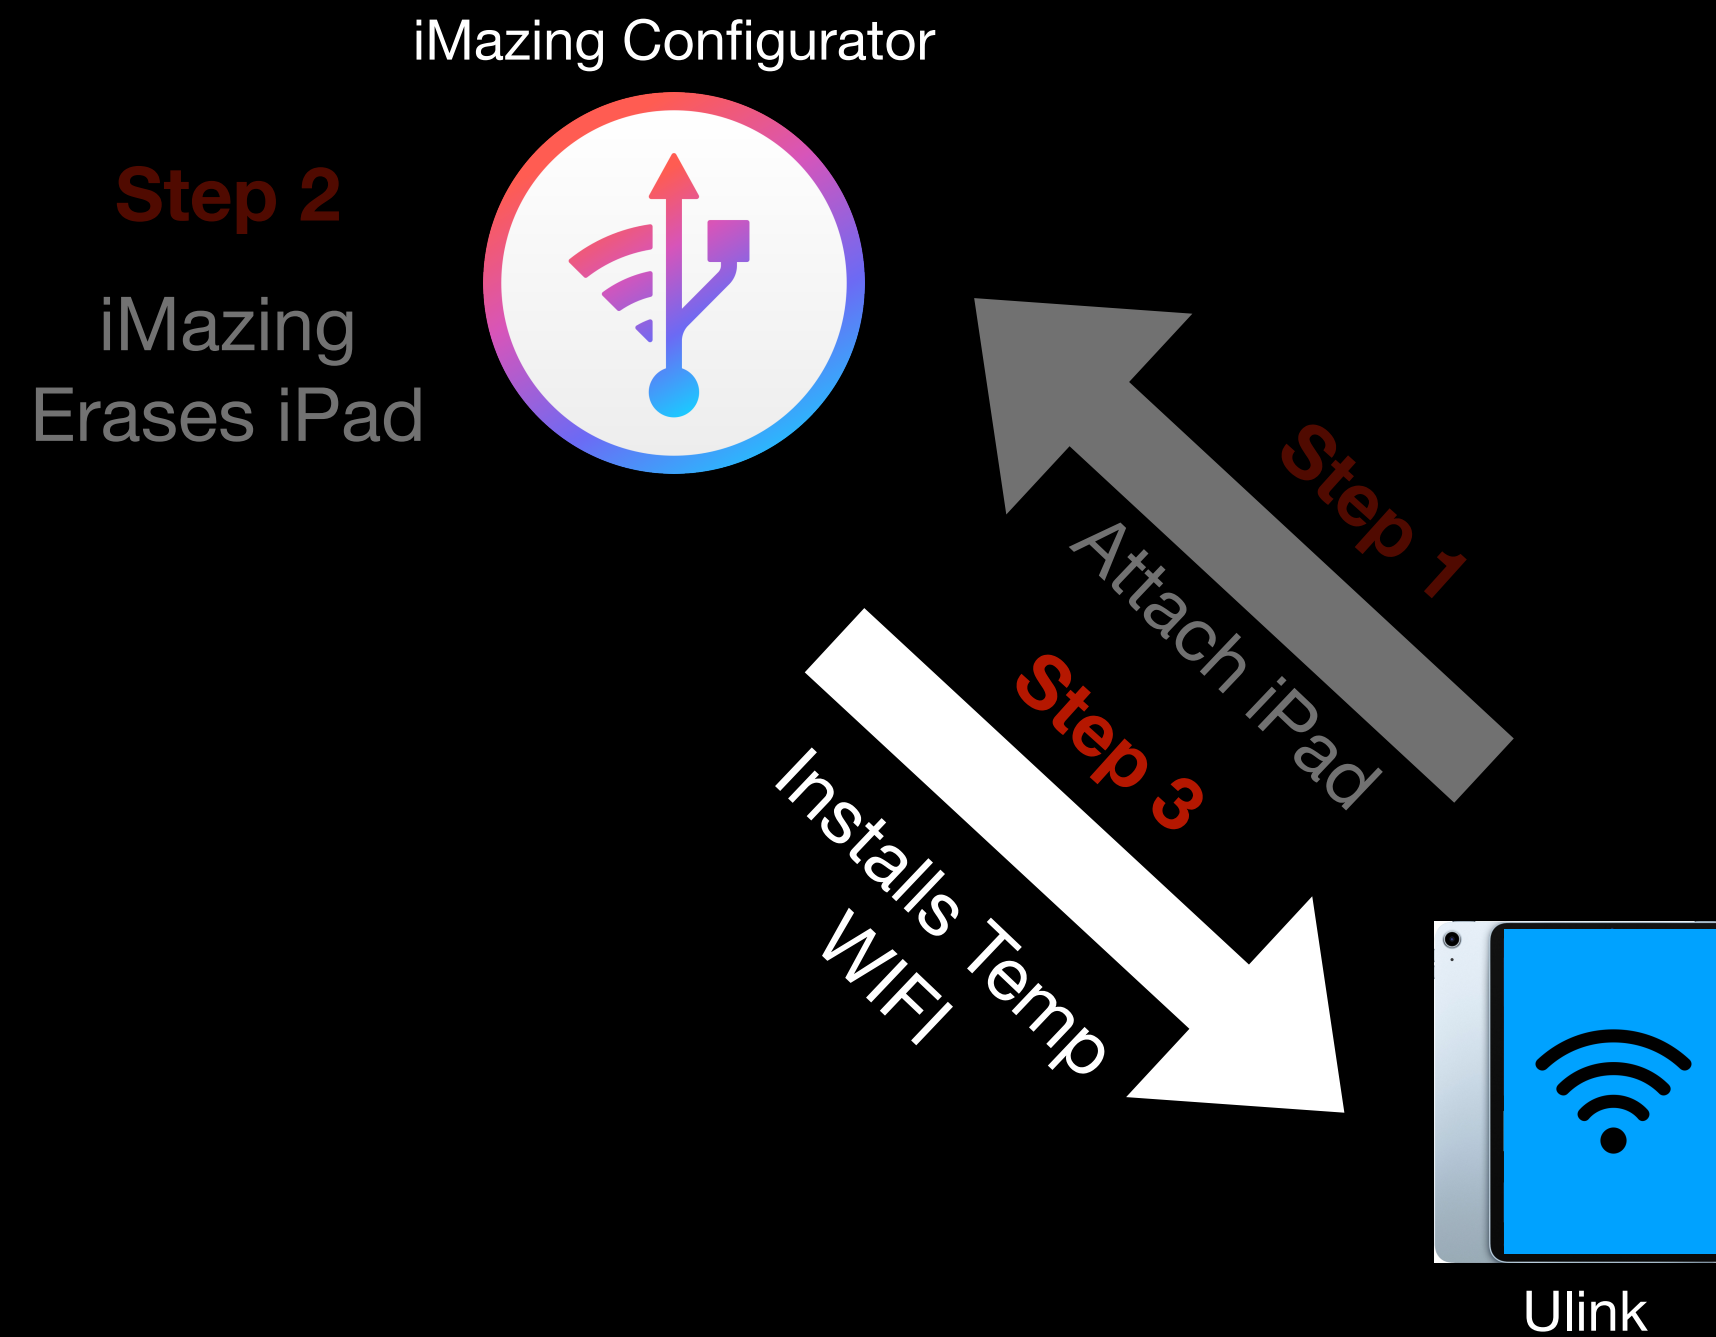 iMazing Configurator
Step 2
iMazing
Erases iPad
Step 1
Attach iPad
Step 3
Installs Temp
WIFI
Ulink